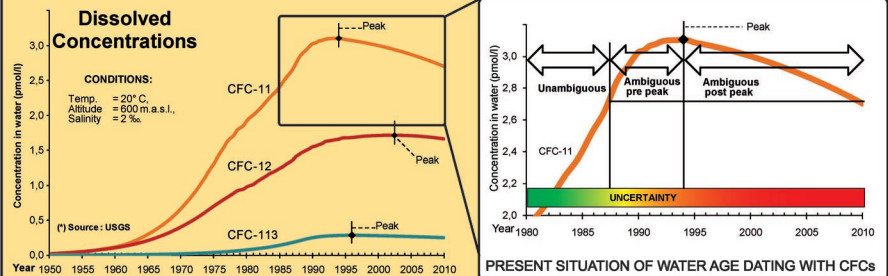 Dissolved
Concentrations
CONDITIONS:
Temp. = 20° C,
Altitude = 600 m.a.s.l.,
Salinity = 2 ‰.
Concentration in water (pmol/l)
3,0
2,5
2,0
1,5
1,0
0,5
0,0
CFC-11
CFC-12
CFC-113
Peak
Peak
Peak
(*) Source : USGS
Year
1950 1955 1960 1965 1970 1975 1980 1985 1990 1995 2000 2005 2010
Concentration in water (pmol/l)
3,0
2,8
2,6
2,4
2,2
2,0
Peak
Unambiguous
Ambiguous
pre peak
Ambiguous
post peak
CFC-11
UNCERTAINTY
Year
1980 1985 1990 1995 2000 2005 2010
PRESENT SITUATION OF WATER AGE DATING WITH CFCs